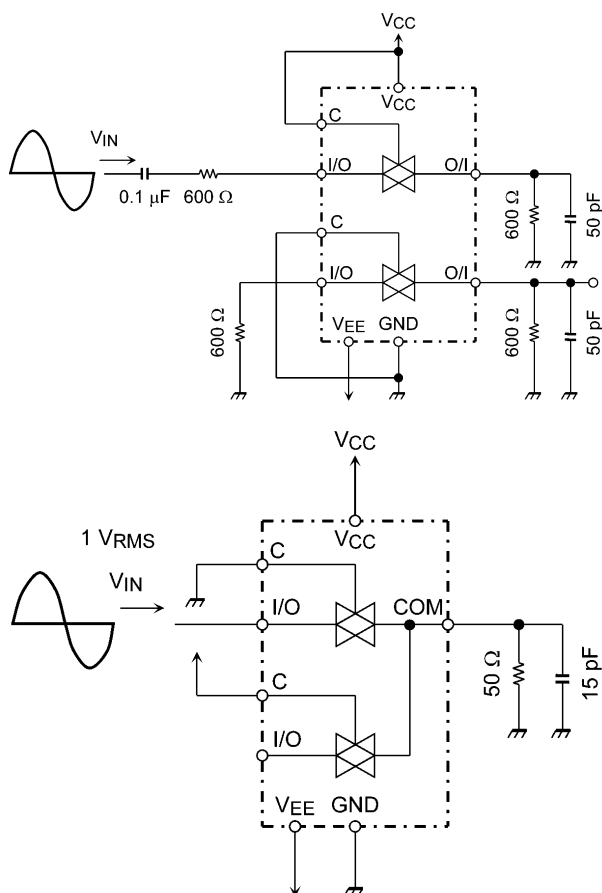 VCC
VCC
C
VIN
I/O
O/I
0.1 μF
600 Ω
600 Ω
50 pF
C
I/O
O/I
600 Ω
VEE
GND
600 Ω
50 pF
VCC
VCC
1 VRMS
C
VIN
I/O
COM
50 Ω
15 pF
C
I/O
VEE
GND